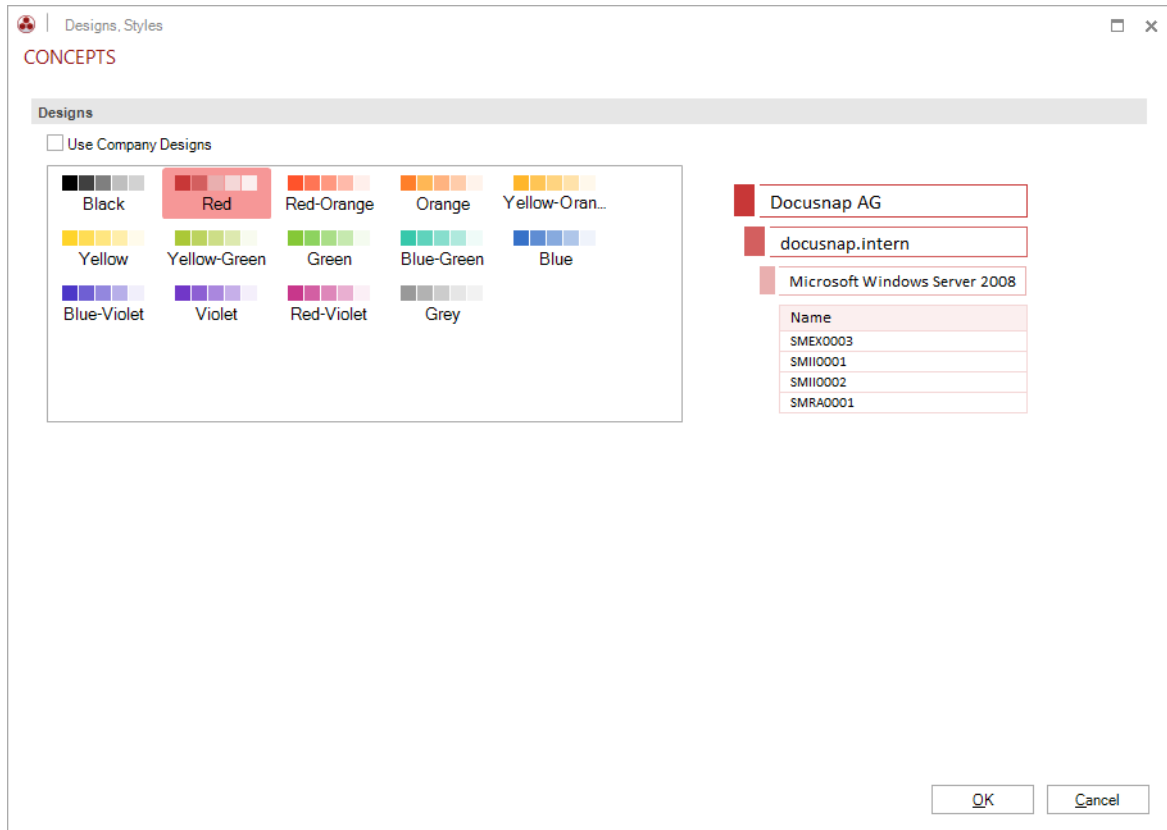 Designs, Styles
CONCEPTS
Designs
Use Company Designs
Black Red Red-Orange Orange Yellow-Oran...
Yellow Yellow-Green Green Blue-Green Blue
Blue-Violet Violet Red-Violet Grey
Docusnap AG
docusnap.intern
Microsoft Windows Server 2008
Name
SMEX0003
SMII0001
SMII0002
SMRA0001
OK Cancel